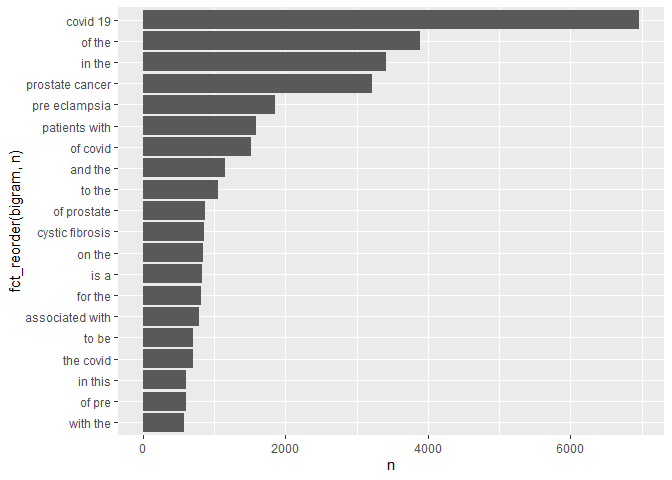 covid 19
of the
in the
prostate cancer
pre eclampsia
patients with
of covid
and the
to the
of prostate
cystic fibrosis
on the
is a
for the
associated with
to be
the covid
in this
of pre
with the
fct_reorder(bigram, n)
0 2000 4000 6000
n